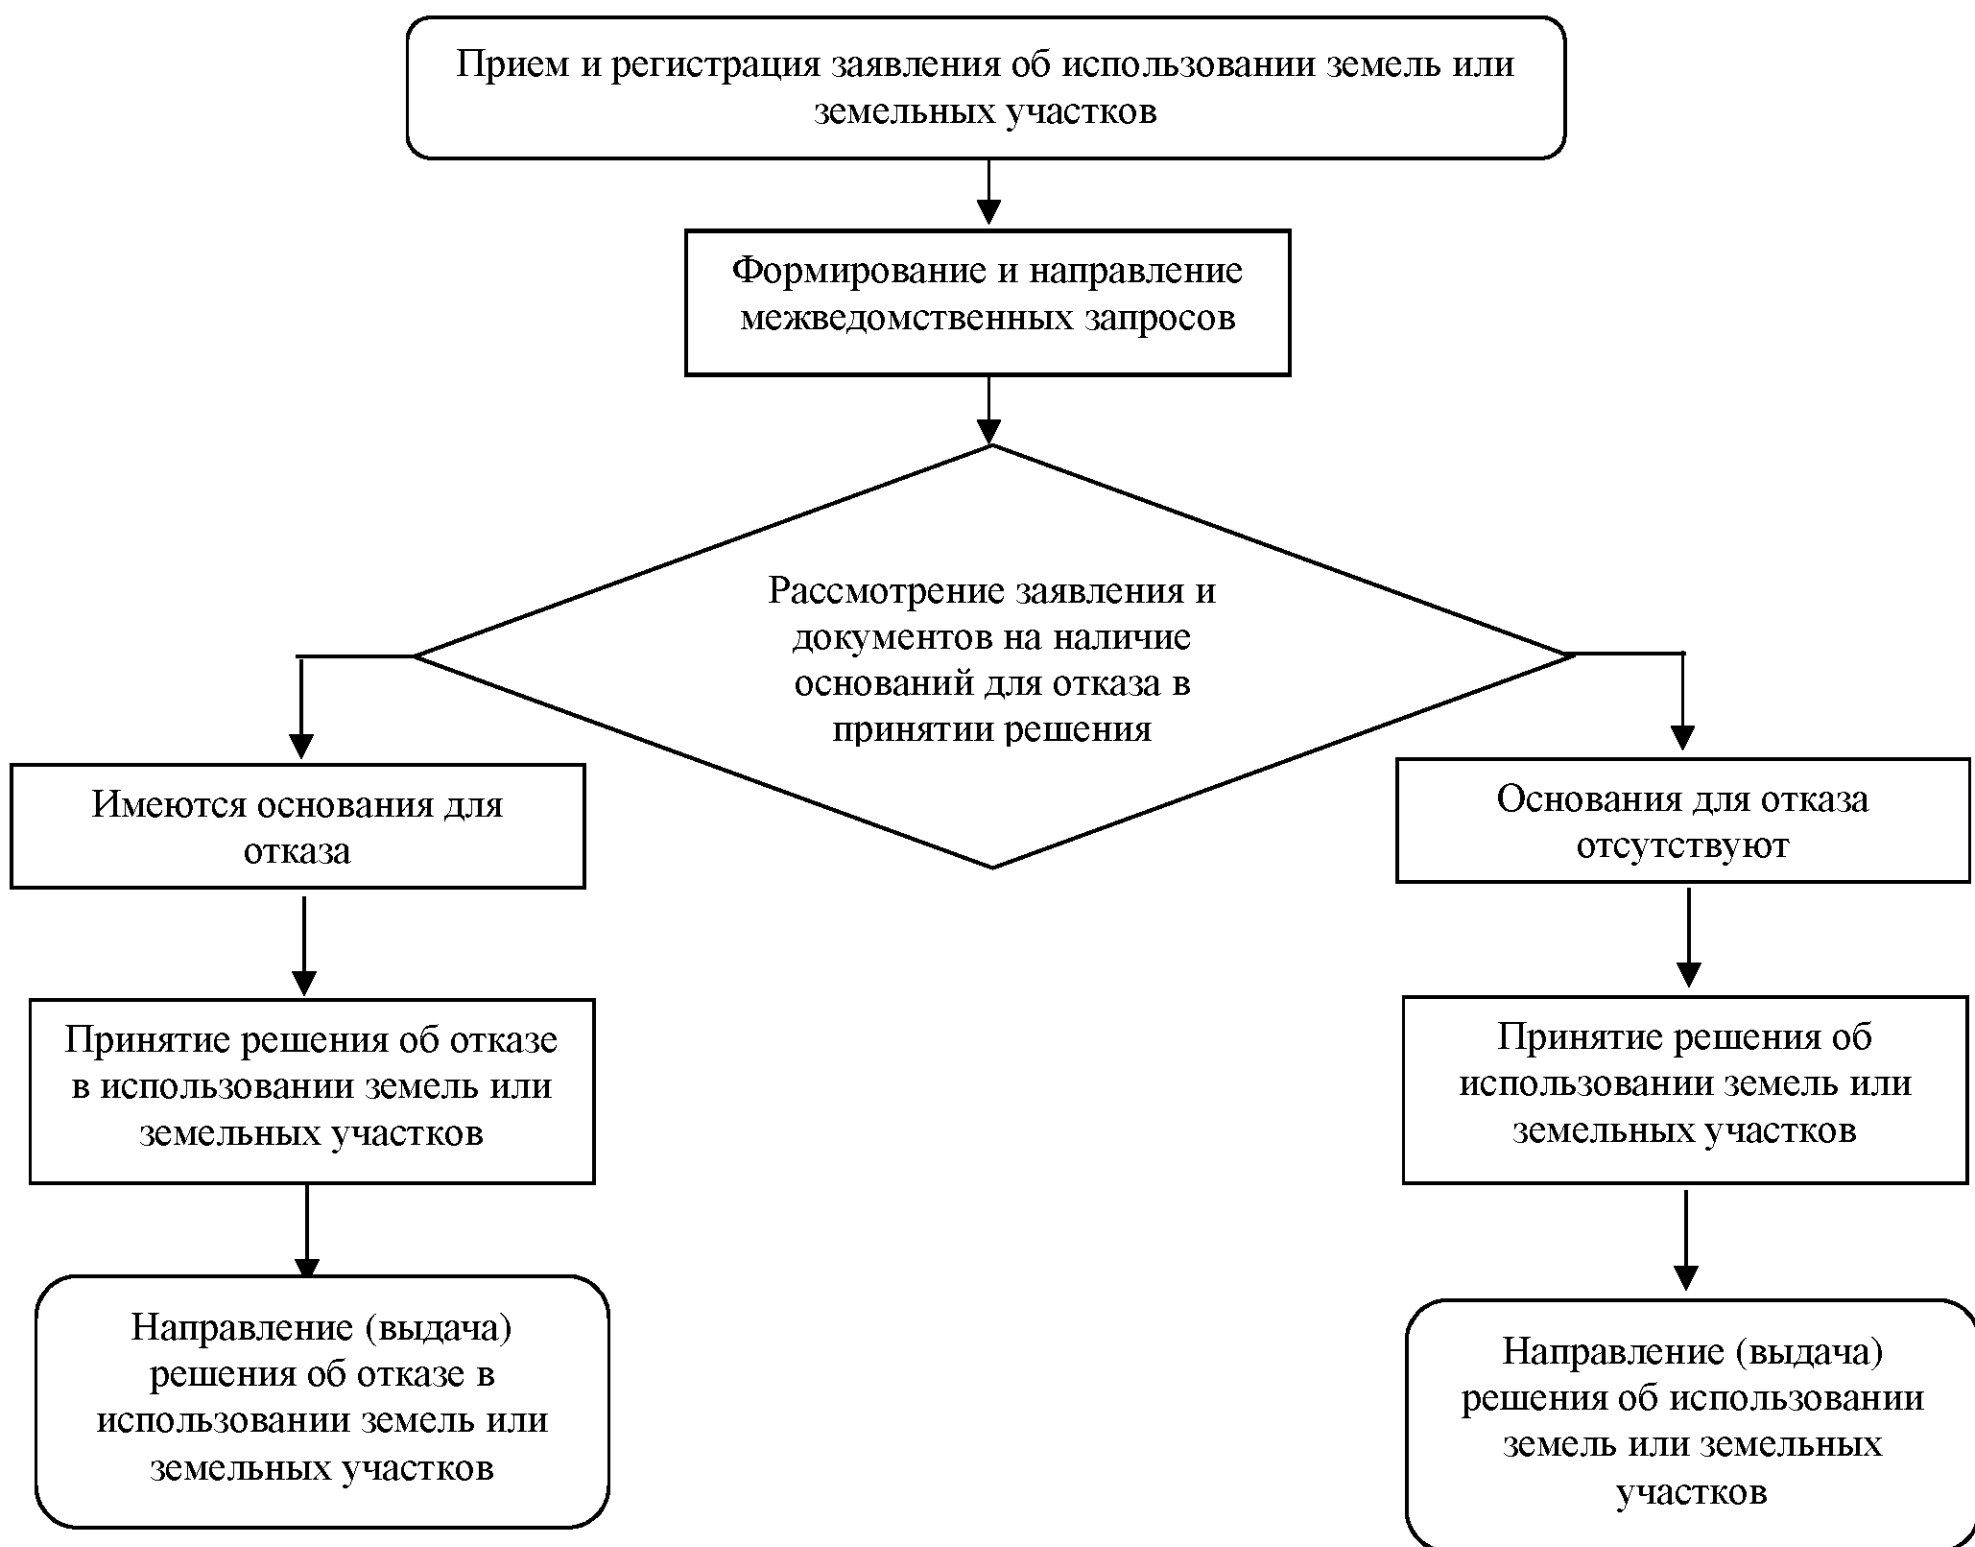 Прием и регистрация заявления об использовании земель или
земельных участков
Формирование и направление
межведомственных запросов
Рассмотрение заявления и
документов на наличие
оснований для отказа в
принятии решения
Имеются основания для
отказа
Основания для отказа
отсутствуют
Принятие решения об отказе
в использовании земель или
земельных участков
Принятие решения об
использовании земель или
земельных участков
Направление (выдача)
решения об отказе в
использовании земель или
земельных участков
Направление (выдача)
решения об использовании
земель или земельных
участков